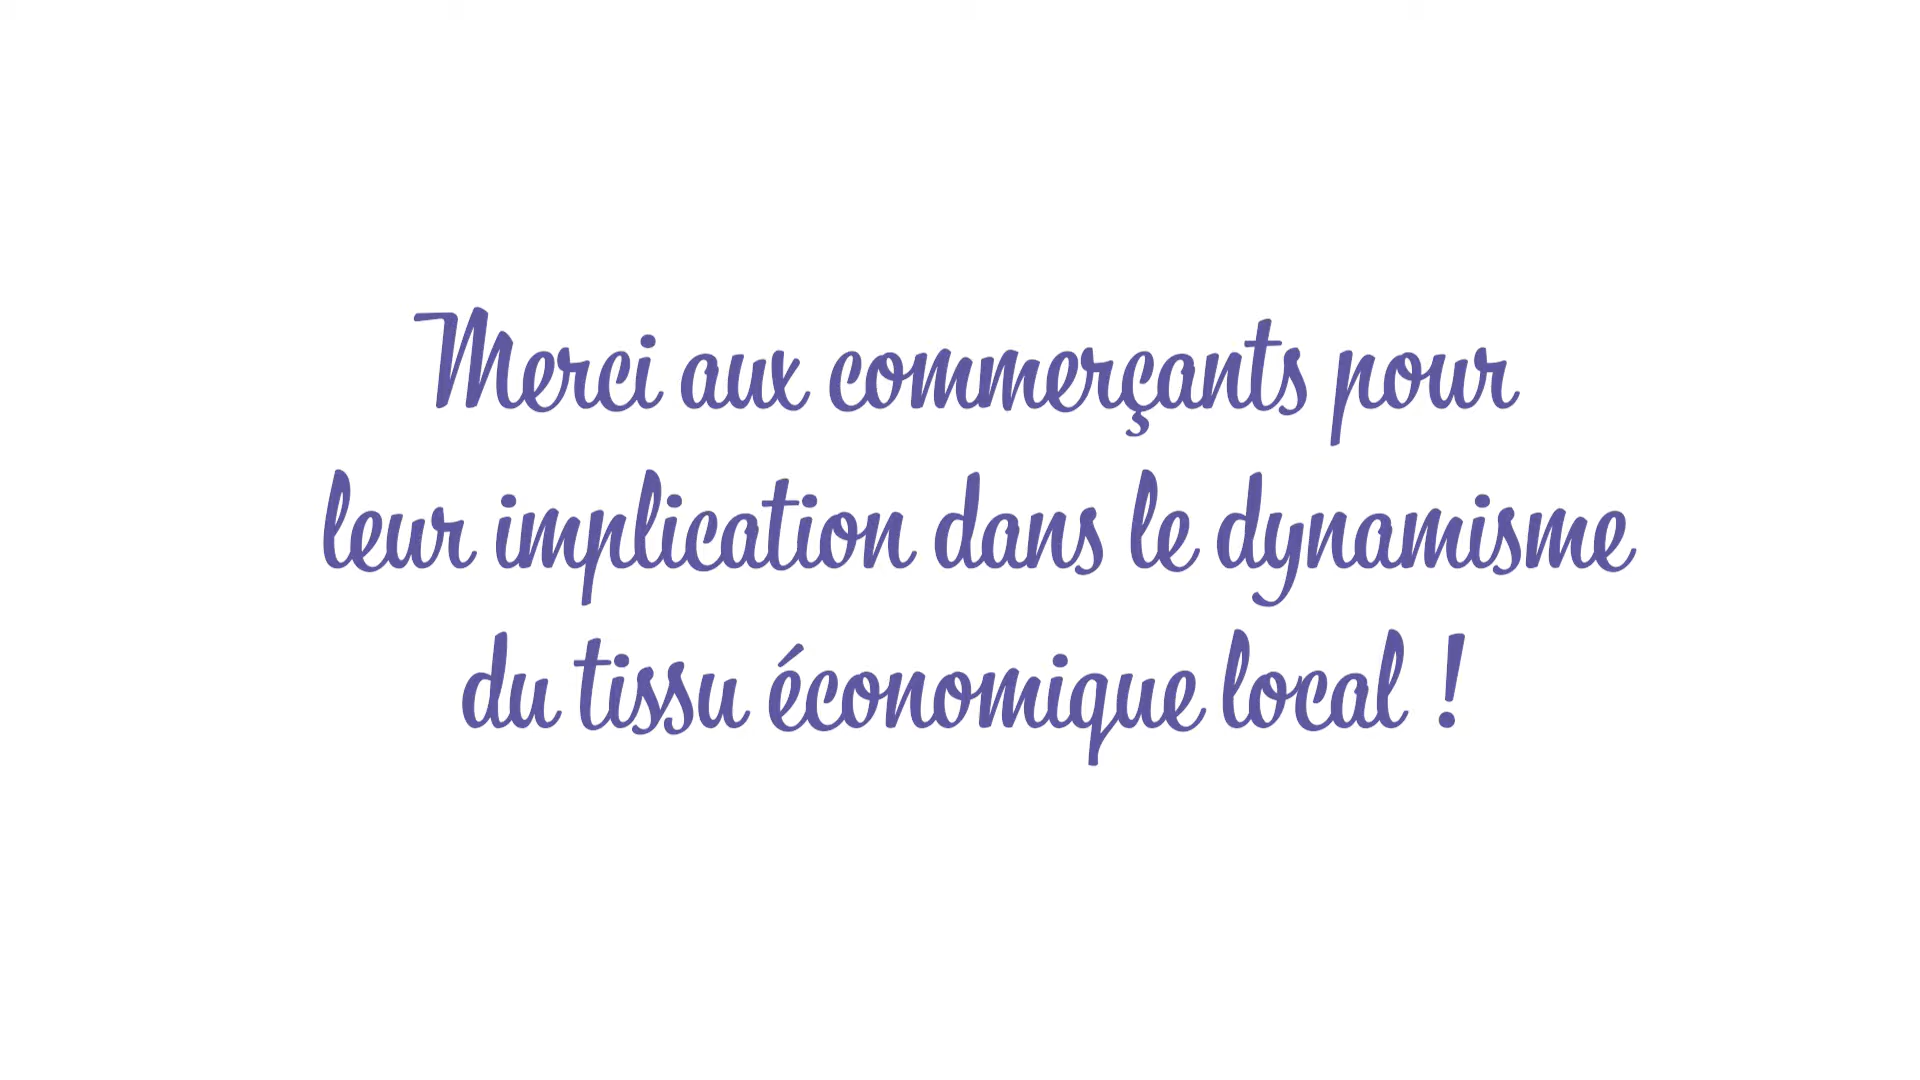 Merci aux commerçants pour
leur implication dans le dynamisme
du tissu économique local !